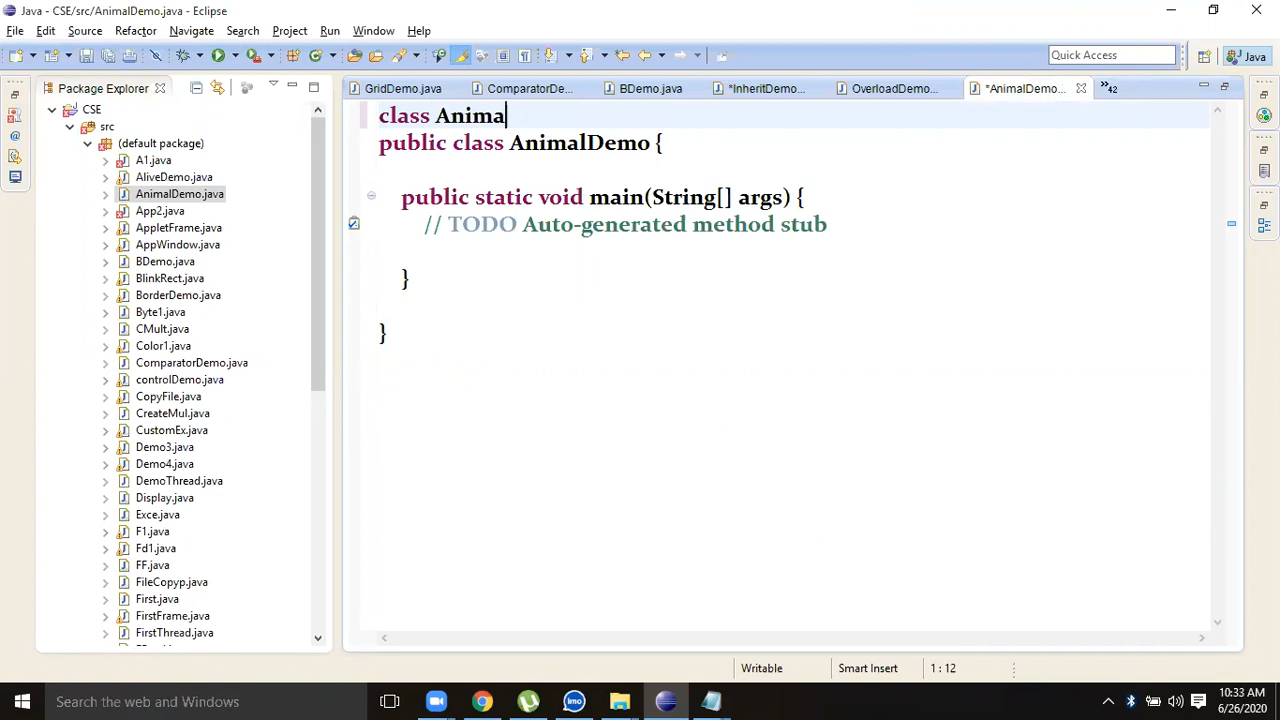 Java - CSE/src/AnimalDemo.java - Eclipse
File Edit Source Refactor Navigate Search Project Run Window Help
Quick Access
Java
Package Explorer
GridDemo.java
ComparatorDe...
BDemo.java
*InheritDemo...
OverloadDemo...
*AnimalDemo...
»42
CSE
src
(default package)
A1.java
AliveDemo.java
AnimalDemo.java
App2.java
AppletFrame.java
AppWindow.java
BDemo.java
BlinkRect.java
BorderDemo.java
Byte1.java
CMult.java
Color1.java
ComparatorDemo.java
controlDemo.java
CopyFile.java
CreateMul.java
CustomEx.java
Demo3.java
Demo4.java
DemoThread.java
Display.java
Exce.java
F1.java
Fd1.java
FF.java
FileCopyp.java
First.java
FirstFrame.java
FirstThread.java
class Anima
public class AnimalDemo {
public static void main(String[] args) {
// TODO Auto-generated method stub
}
}
Writable
Smart Insert
1 : 12
Search the web and Windows
10:33 AM
6/26/2020